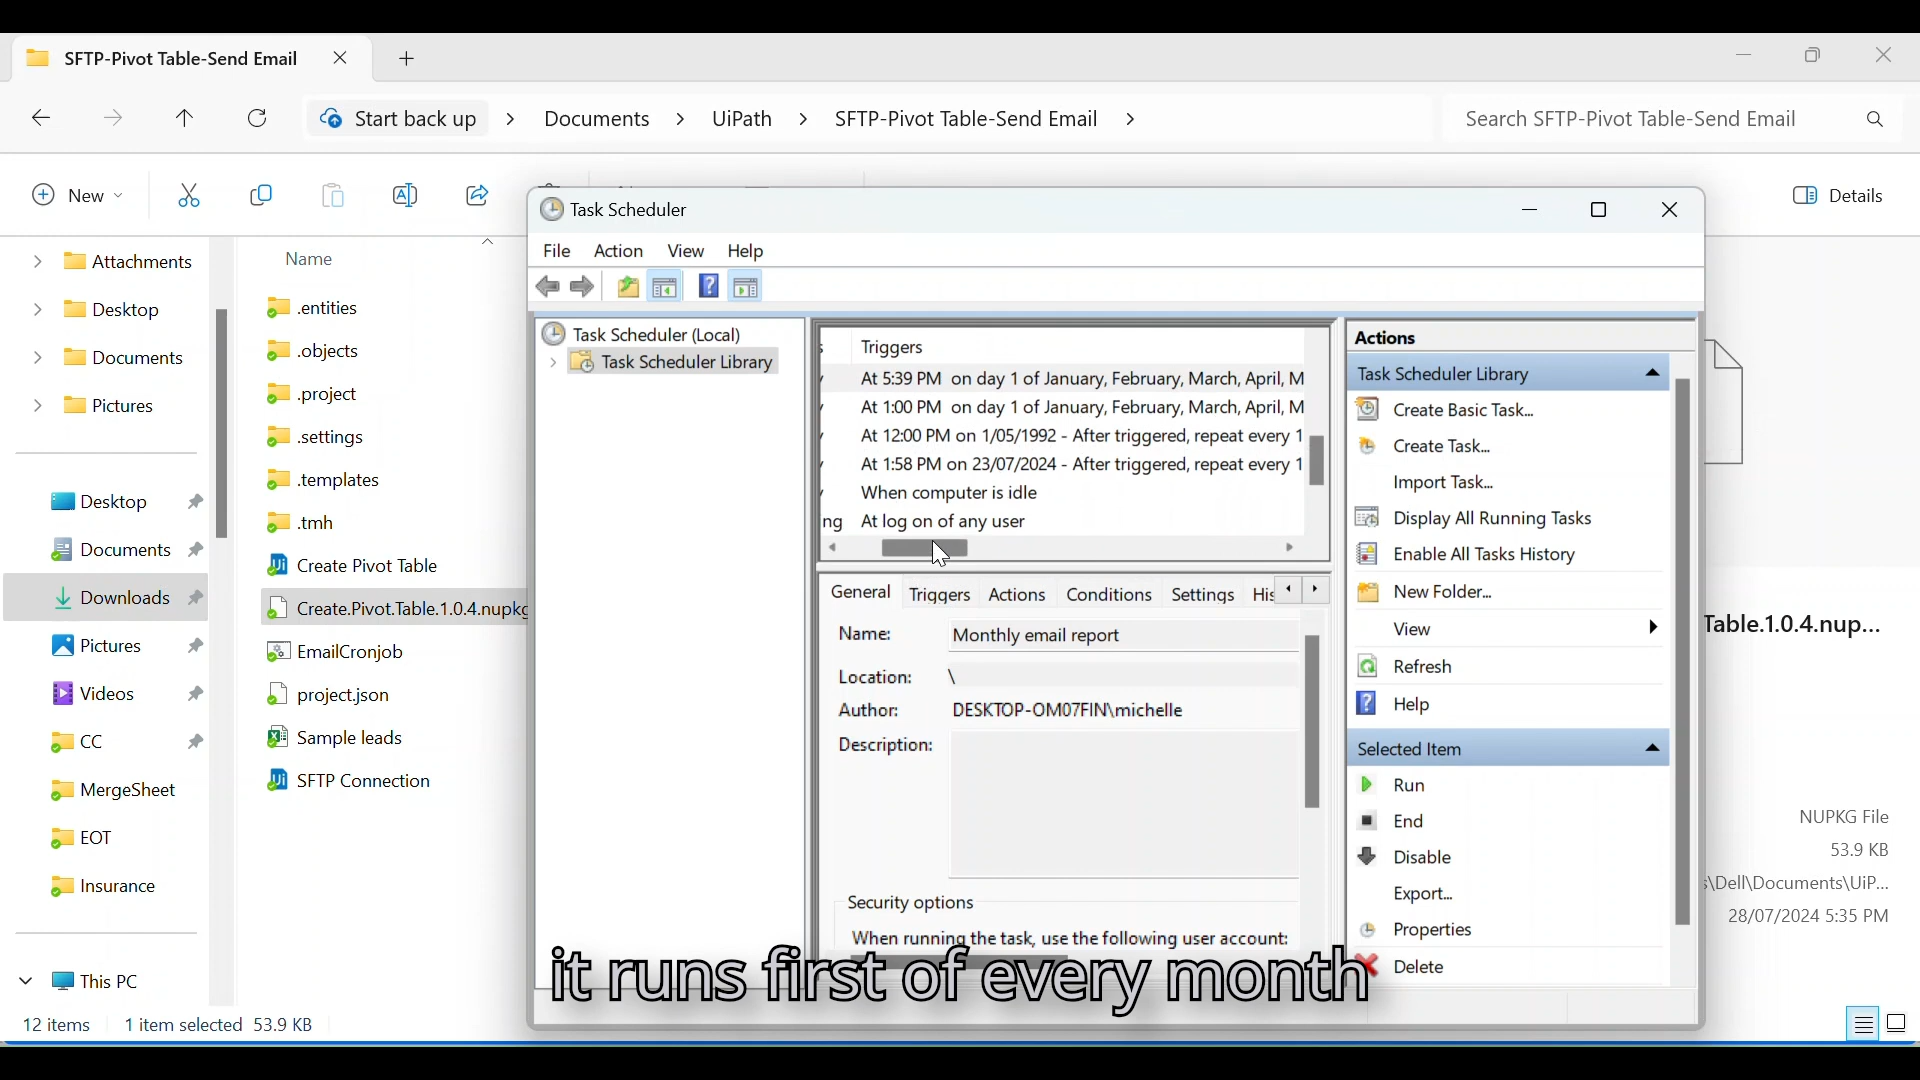 SFTP-Pivot Table-Send Email
Start back up
Documents
UiPath
SFTP-Pivot Table-Send Email
Search SFTP-Pivot Table-Send Email
New
Details
Attachments
Desktop
Documents
Pictures
Desktop
Documents
Downloads
Pictures
Videos
CC
MergeSheet
EOT
Insurance
This PC
12 items
1 item selected 53.9 KB
Name
.entities
.objects
.project
.settings
.templates
.tmh
Create Pivot Table
Create.Pivot.Table.1.0.4.nupkg
EmailCronjob
project.json
Sample leads
SFTP Connection
Task Scheduler
File Action View Help
Task Scheduler (Local)
Task Scheduler Library
Triggers
At 5:39 PM on day 1 of January, February, March, April, M
At 1:00 PM on day 1 of January, February, March, April, M
At 12:00 PM on 1/05/1992 - After triggered, repeat every 1
At 1:58 PM on 23/07/2024 - After triggered, repeat every 1
When computer is idle
ng At log on of any user
General Triggers Actions Conditions Settings His
Name: Monthly email report
Location: \
Author: DESKTOP-OM07FIN\michelle
Description:
Security options
When running the task, use the following user account:
it runs first of every month
Actions
Task Scheduler Library
Create Basic Task...
Create Task...
Import Task...
Display All Running Tasks
Enable All Tasks History
New Folder...
View
Refresh
Help
Selected Item
Run
End
Disable
Export...
Properties
Delete
Table.1.0.4.nup...
NUPKG File
53.9 KB
s\Dell\Documents\UiP...
28/07/2024 5:35 PM